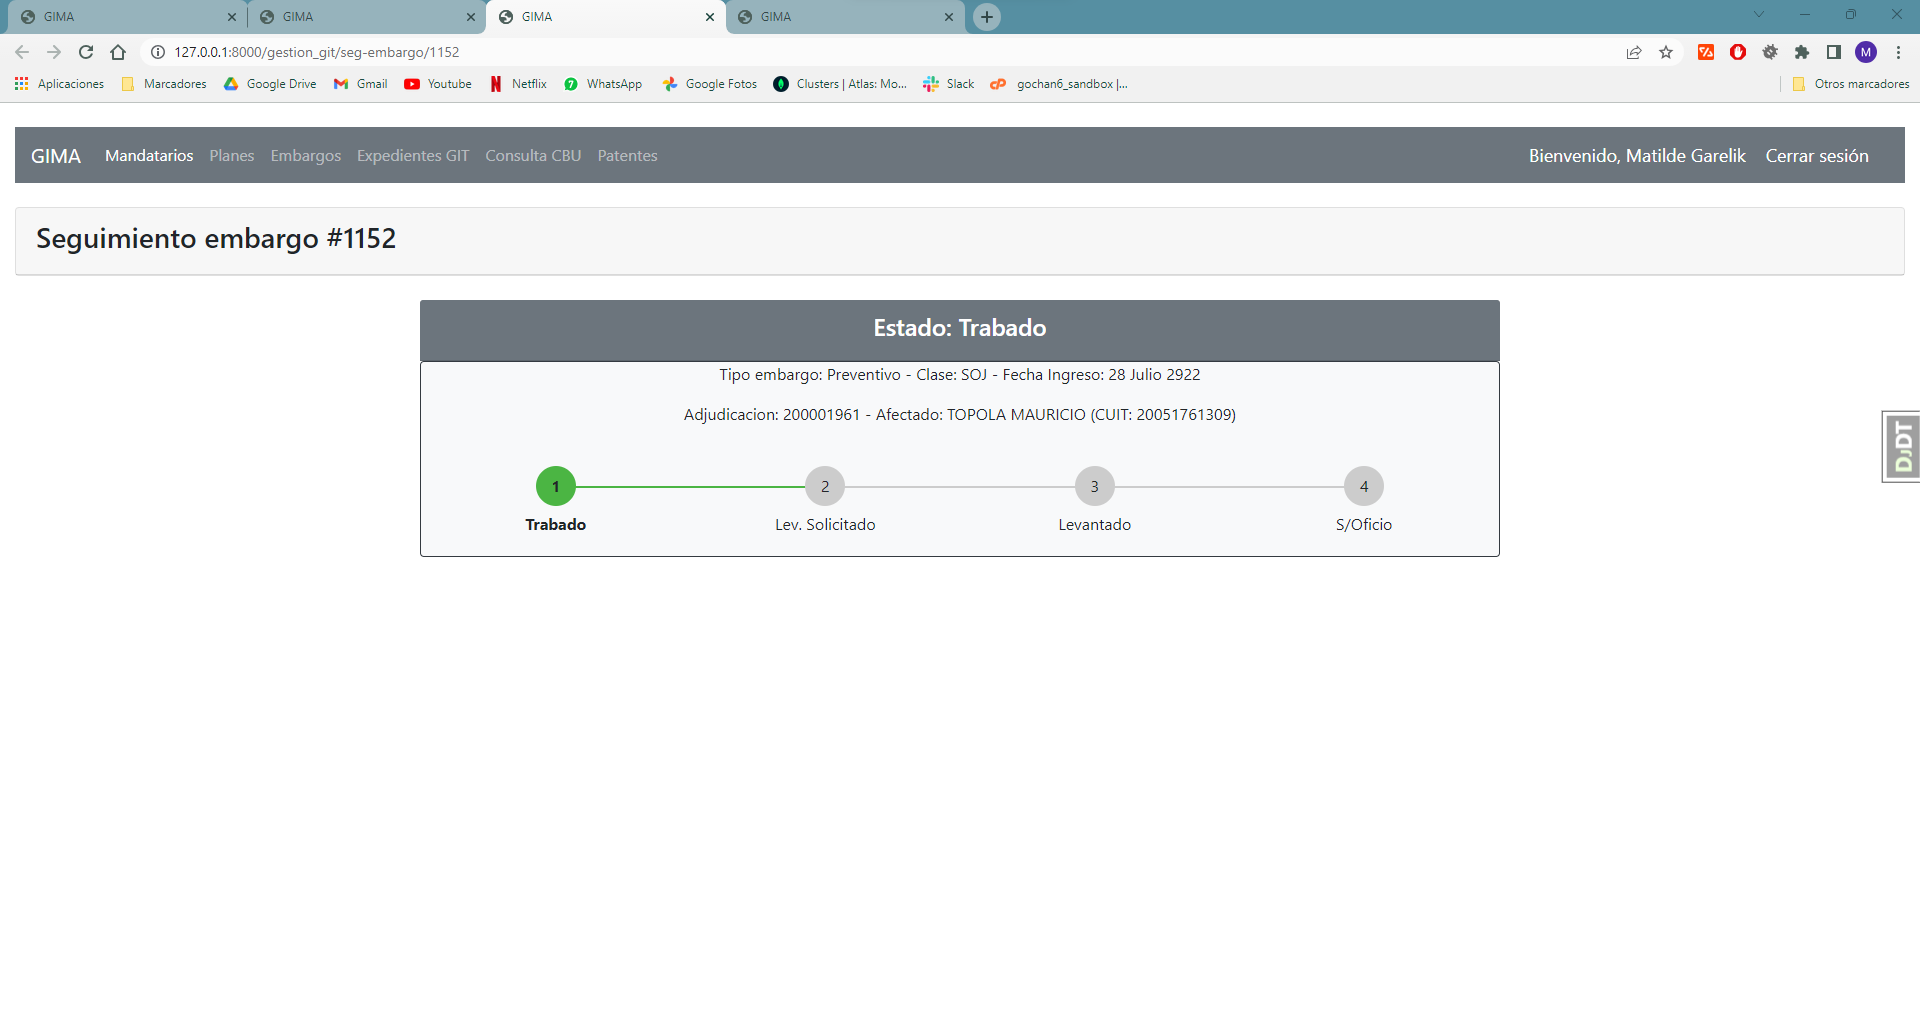 GIMA GIMA GIMA GIMA
127.0.0.1:8000/gestion_git/seg-embargo/1152 M
Aplicaciones Marcadores Google Drive Gmail Youtube Netflix WhatsApp Google Fotos Clusters | Atlas: Mo... Slack gochan6_sandbox |... Otros marcadores
GIMA Mandatarios Planes Embargos Expedientes GIT Consulta CBU Patentes Bienvenido, Matilde Garelik Cerrar sesión
Seguimiento embargo #1152
Estado: Trabado
Tipo embargo: Preventivo - Clase: SOJ - Fecha Ingreso: 28 Julio 2922
Adjudicacion: 200001961 - Afectado: TOPOLA MAURICIO (CUIT: 20051761309)
DJDT
1 2 3 4
Trabado Lev. Solicitado Levantado S/Oficio